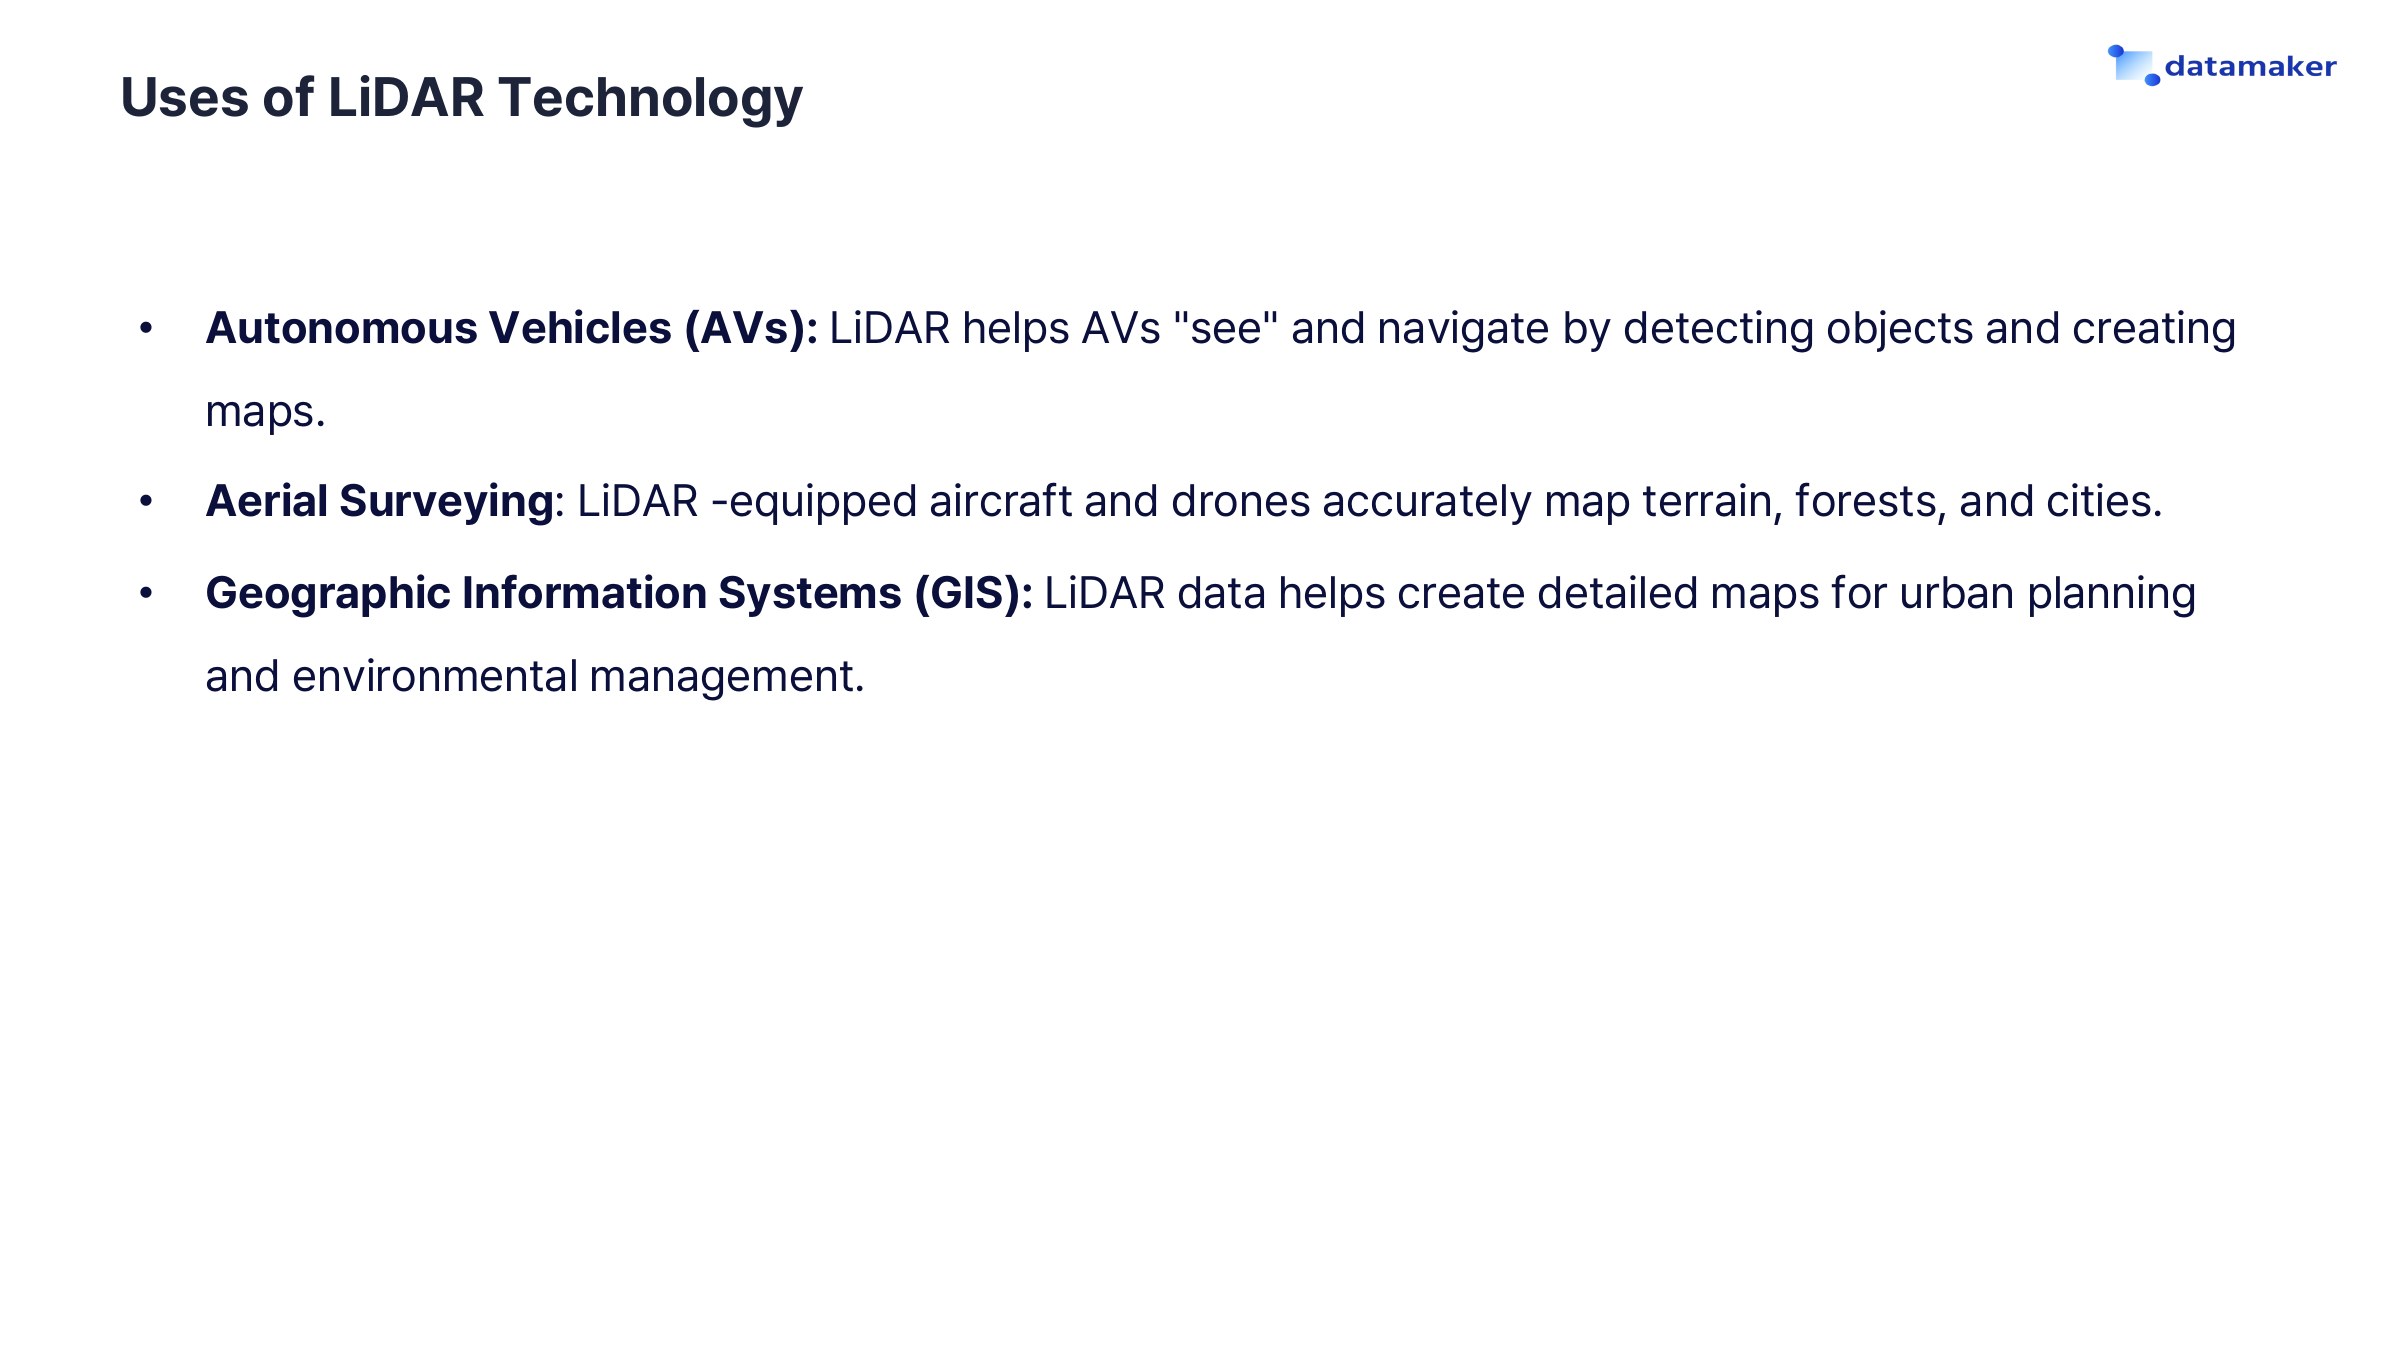 Uses of LiDAR Technology
datamaker
• Autonomous Vehicles (AVs): LiDAR helps AVs "see" and navigate by detecting objects and creating
maps.
• Aerial Surveying: LiDAR -equipped aircraft and drones accurately map terrain, forests, and cities.
• Geographic Information Systems (GIS): LiDAR data helps create detailed maps for urban planning
and environmental management.